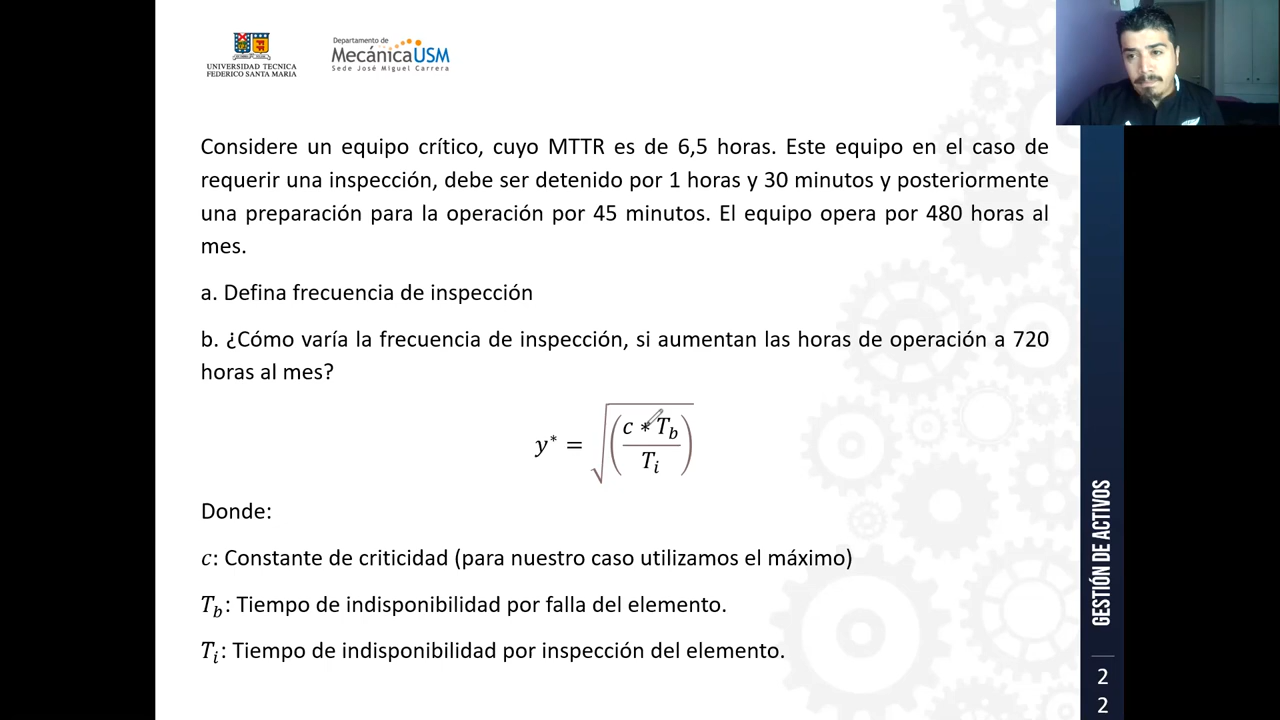 UNIVERSIDAD TECNICA
FEDERICO SANTA MARIA
Departamento de
MecánicaUSM
Sede José Miguel Carrera
Considere un equipo crítico, cuyo MTTR es de 6,5 horas. Este equipo en el caso de
requerir una inspección, debe ser detenido por 1 horas y 30 minutos y posteriormente
una preparación para la operación por 45 minutos. El equipo opera por 480 horas al
mes.
a. Defina frecuencia de inspección
b. ¿Cómo varía la frecuencia de inspección, si aumentan las horas de operación a 720
horas al mes?
y* = √((c * T_b)/T_i)
Donde:
c: Constante de criticidad (para nuestro caso utilizamos el máximo)
T_b: Tiempo de indisponibilidad por falla del elemento.
T_i: Tiempo de indisponibilidad por inspección del elemento.
GESTIÓN DE ACTIVOS
2
2